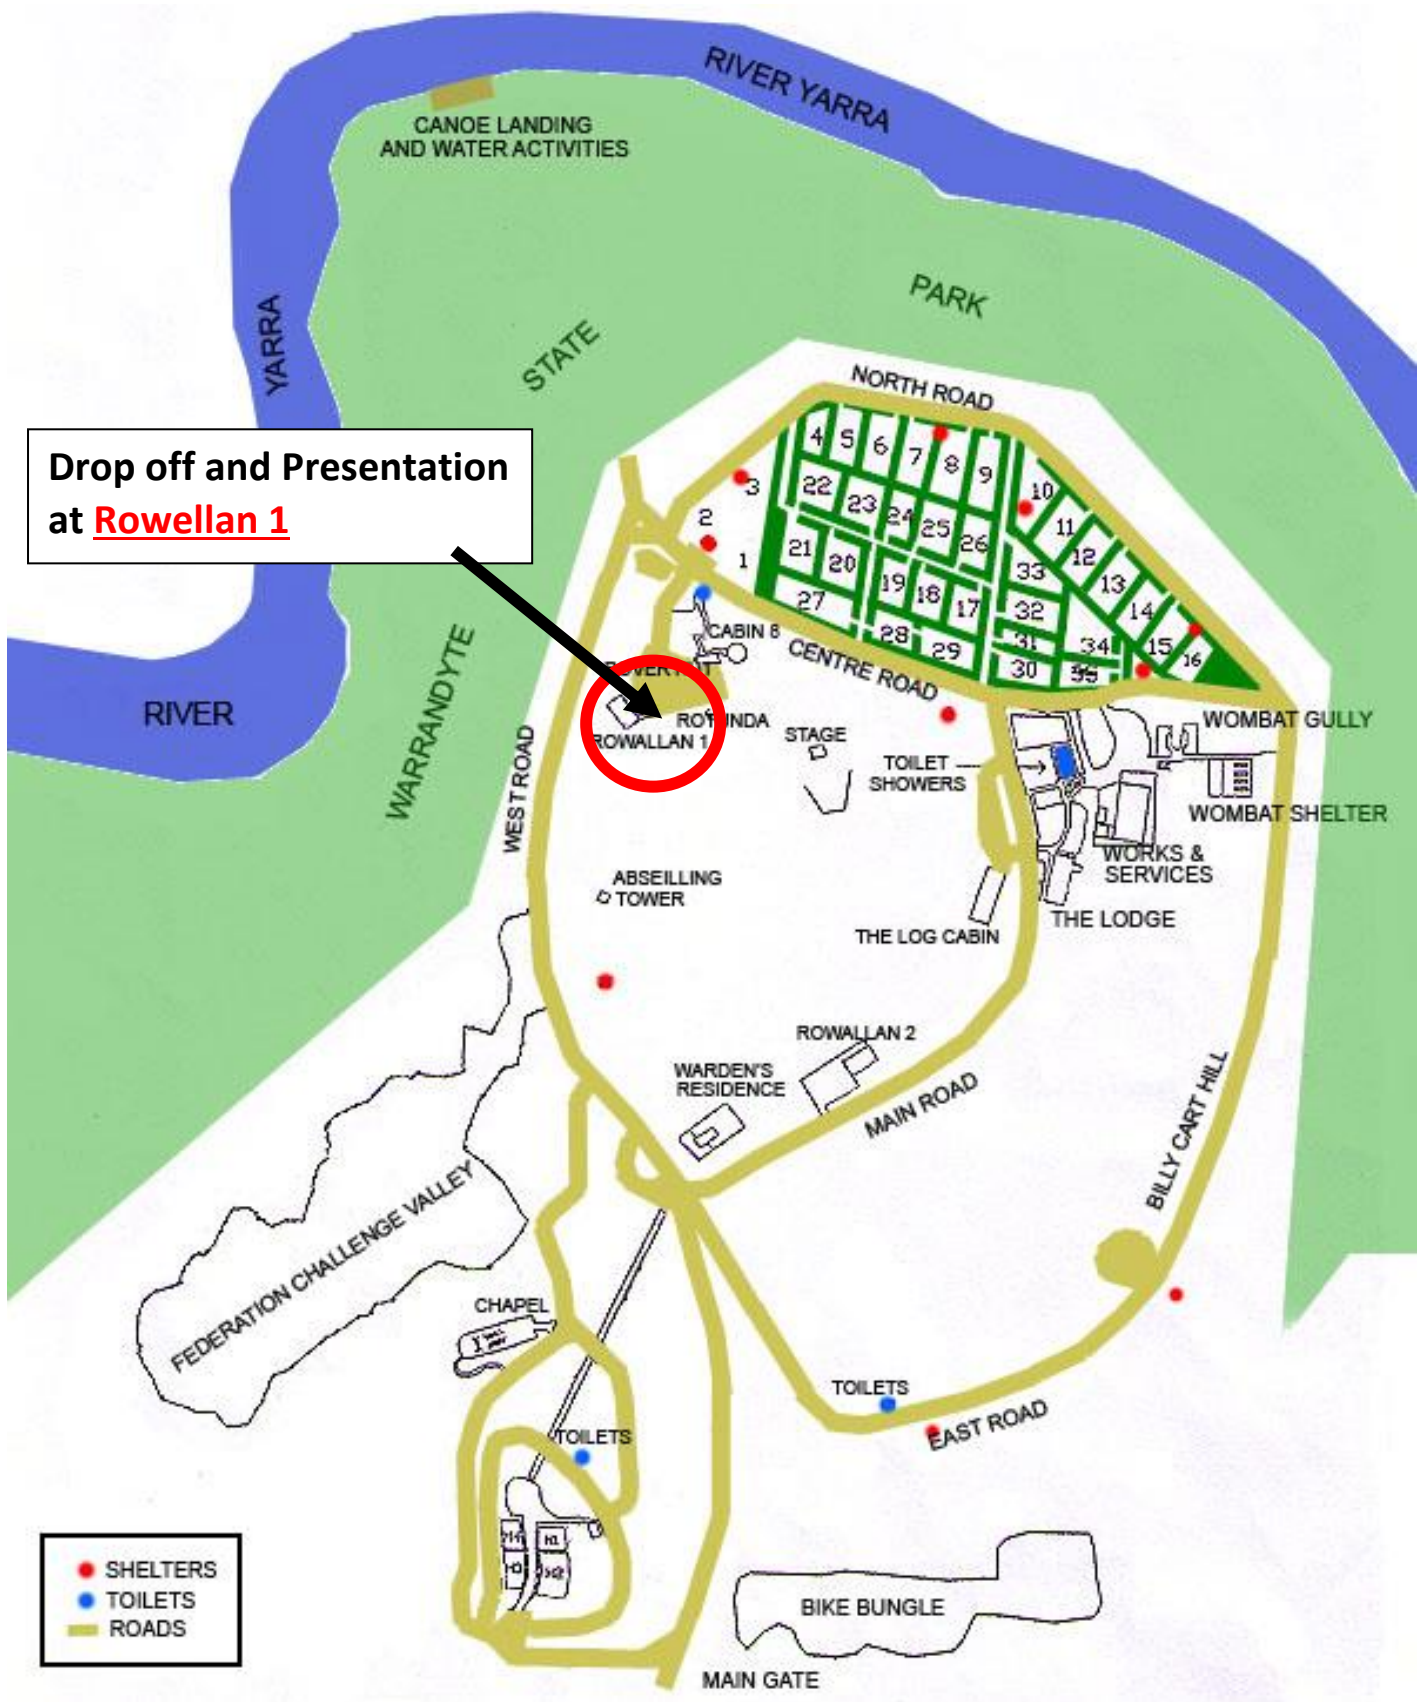 RIVER YARRA
CANOE LANDING
AND WATER ACTIVITIES
PARK
YARRA
STATE
NORTH ROAD
Drop off and Presentation
at Rowellan 1
4 5 6 7 8 9
10
11
12
13
14
15
16
3
2
1
22
23
24
25
26
21
20
19
18
17
27
28
29
33
32
31
30
34
35
CABIN 8
CENTRE ROAD
ROTUNDA
ROWALLAN 1
STAGE
RIVER
WARRANDYTE
WEST ROAD
TOILET
SHOWERS
WOMBAT GULLY
WOMBAT SHELTER
WORKS &
SERVICES
THE LODGE
THE LOG CABIN
ABSEILLING
TOWER
ROWALLAN 2
WARDEN'S
RESIDENCE
MAIN ROAD
BILLY CART HILL
FEDERATION CHALLENGE VALLEY
CHAPEL
TOILETS
EAST ROAD
TOILETS
SHELTERS
TOILETS
ROADS
BIKE BUNGLE
MAIN GATE